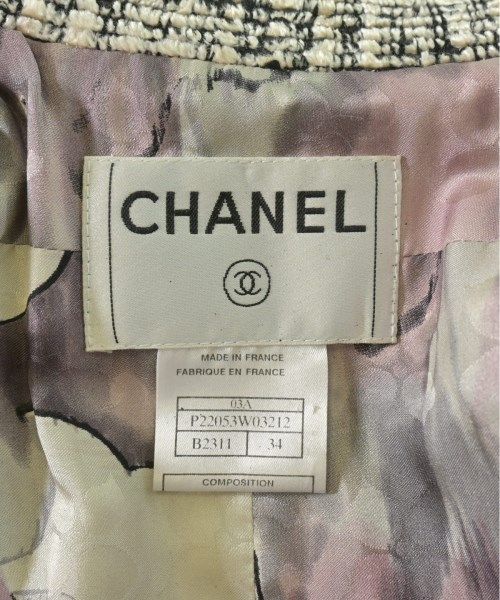 CHANEL
MADE IN FRANCE
FABRIQUE EN FRANCE
03A
P22053W03212
B2311 34
COMPOSITION